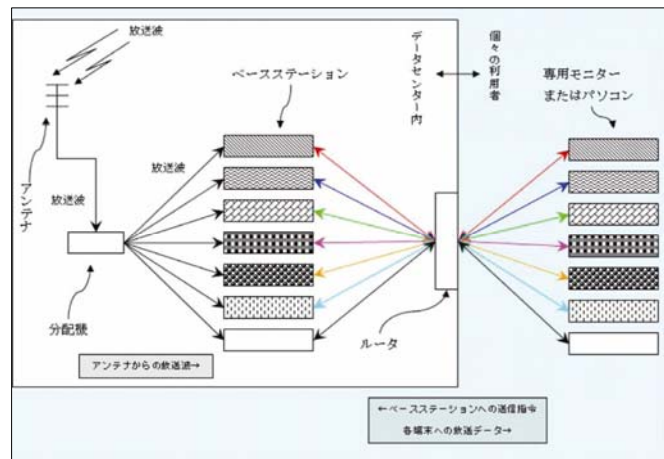 放送波
ベースステーション
データセンター内
個々の利用者
専用モニター
またはパソコン
アンテナ
放送波
放送波
分配機
ルータ
アンテナからの放送波→
←ベースステーションへの送信指令
各端末への放送データ→